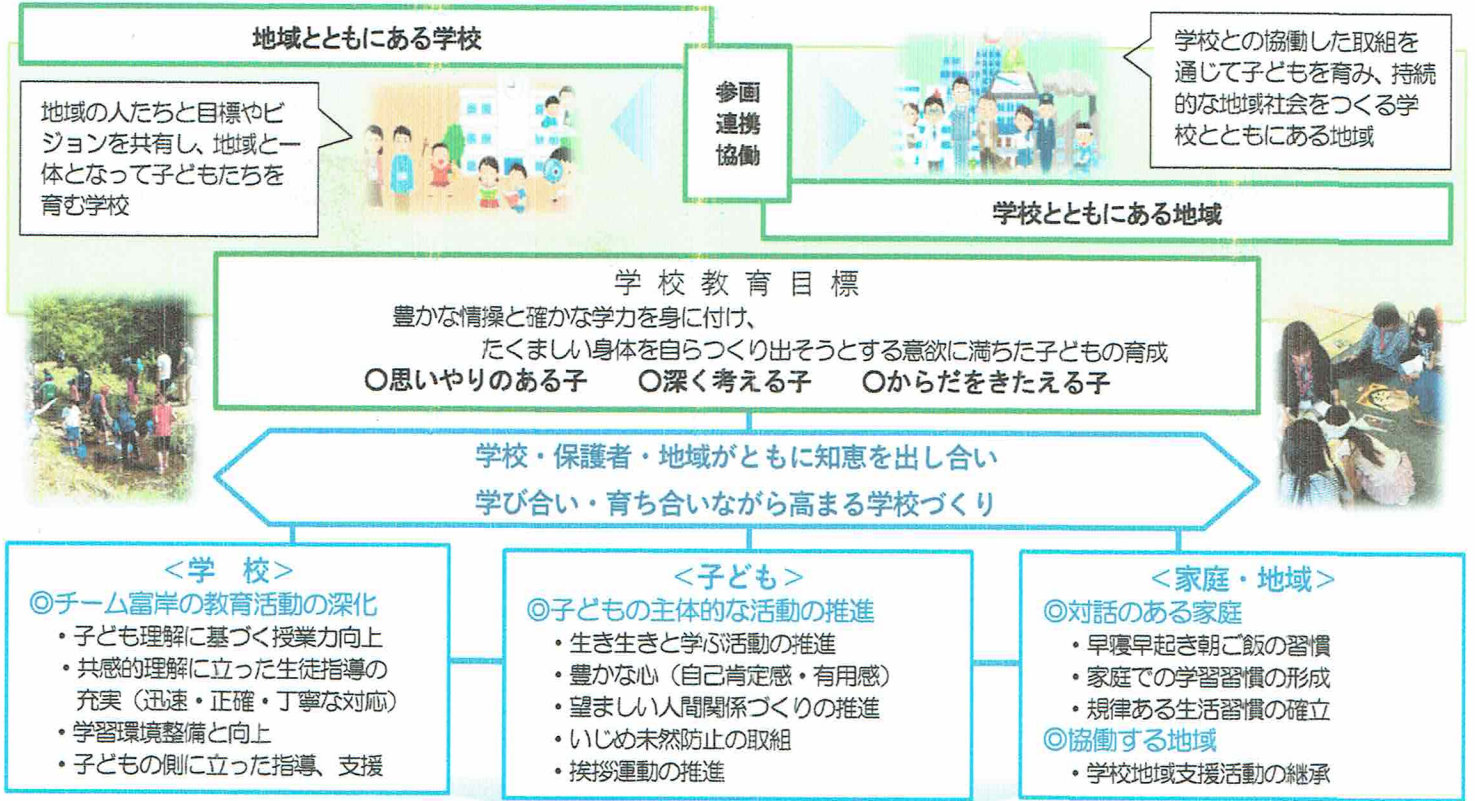 地域とともにある学校
地域の人たちと目標やビ
ジョンを共有し、地域と一
体となって子どもたちを
育む学校
参画
連携
協働
学校との協働した取組を
通じて子どもを育み、持続
的な地域社会をつくる学
校とともにある地域
学校とともにある地域
学校教育目標
豊かな情操と確かな学力を身に付け、
たくましい身体を自らつくり出そうとする意欲に満ちた子どもの育成
〇思いやりのある子　〇深く考える子　〇からだをきたえる子
学校・保護者・地域がともに知恵を出し合い
学び合い・育ち合いながら高まる学校づくり
＜学　校＞
◎チーム富岸の教育活動の深化
・子ども理解に基づく授業力向上
・共感的理解に立った生徒指導の
充実（迅速・正確・丁寧な対応）
・学習環境整備と向上
・子どもの側に立った指導、支援
＜子ども＞
◎子どもの主体的な活動の推進
・生き生きと学ぶ活動の推進
・豊かな心（自己肯定感・有用感）
・望ましい人間関係づくりの推進
・いじめ未然防止の取組
・挨拶運動の推進
＜家庭・地域＞
◎対話のある家庭
・早寝早起き朝ご飯の習慣
・家庭での学習習慣の形成
・規律ある生活習慣の確立
◎協働する地域
・学校地域支援活動の継承